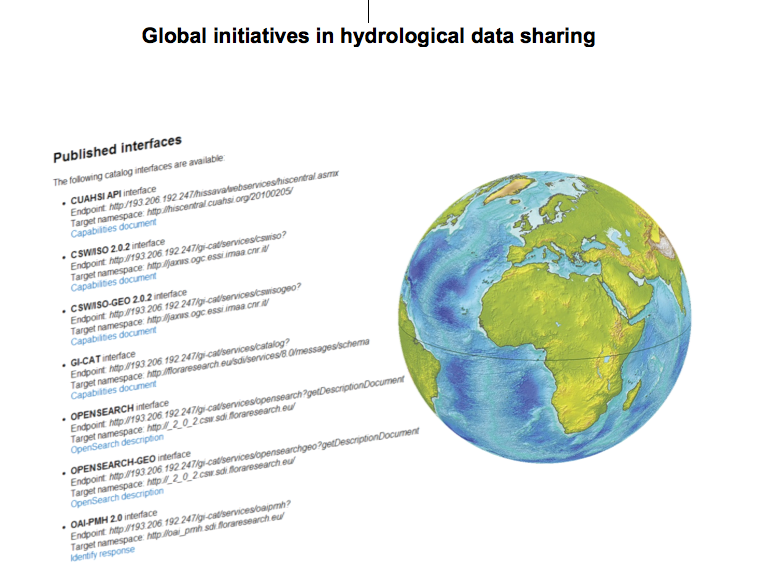 Global initiatives in hydrological data sharing
Published interfaces
The following catalog interfaces are available:
• CUAHSI API interface
Endpoint: http:/193.206.192.247/hissava/webservices/hiscentral.asmx
Target namespace: http://hiscentral.cuahsi.org/20100205/
Capabilities document
• CSW/ISO 2.0.2 interface
Endpoint: http://193.206.192.247/gi-cat/services/cswiso?
Target namespace: http://jaxws.ogc.essi.imaa.cnr.it/
Capabilities document
• CSW/ISO-GEO 2.0.2 interface
Endpoint: http://193.206.192.247/gi-cat/services/cswisogeo?
Target namespace: http://jaxws.ogc.essi.imaa.cnr.it/
Capabilities document
• GI-CAT interface
Endpoint: http://193.206.192.247/gi-cat/services/catalog?
Target namespace: http://floraresearch.eu/sdi/services/8.0/messages/schema
Capabilities document
• OPENSEARCH interface
Endpoint: http://193.206.192.247/gi-cat/services/opensearch?getDescriptionDocument
Target namespace: http://_2_0_2.csw.sdi.floraresearch.eu/
OpenSearch description
• OPENSEARCH-GEO interface
Endpoint: http://193.206.192.247/gi-cat/services/opensearchgeo?getDescriptionDocument
Target namespace: http://_2_0_2.csw.sdi.floraresearch.eu/
OpenSearch description
• OAI-PMH 2.0 interface
Endpoint: http://193.206.192.247/gi-cat/services/oaipmh?
Target namespace: http://oai_pmh.sdi.floraresearch.eu/
Identify response